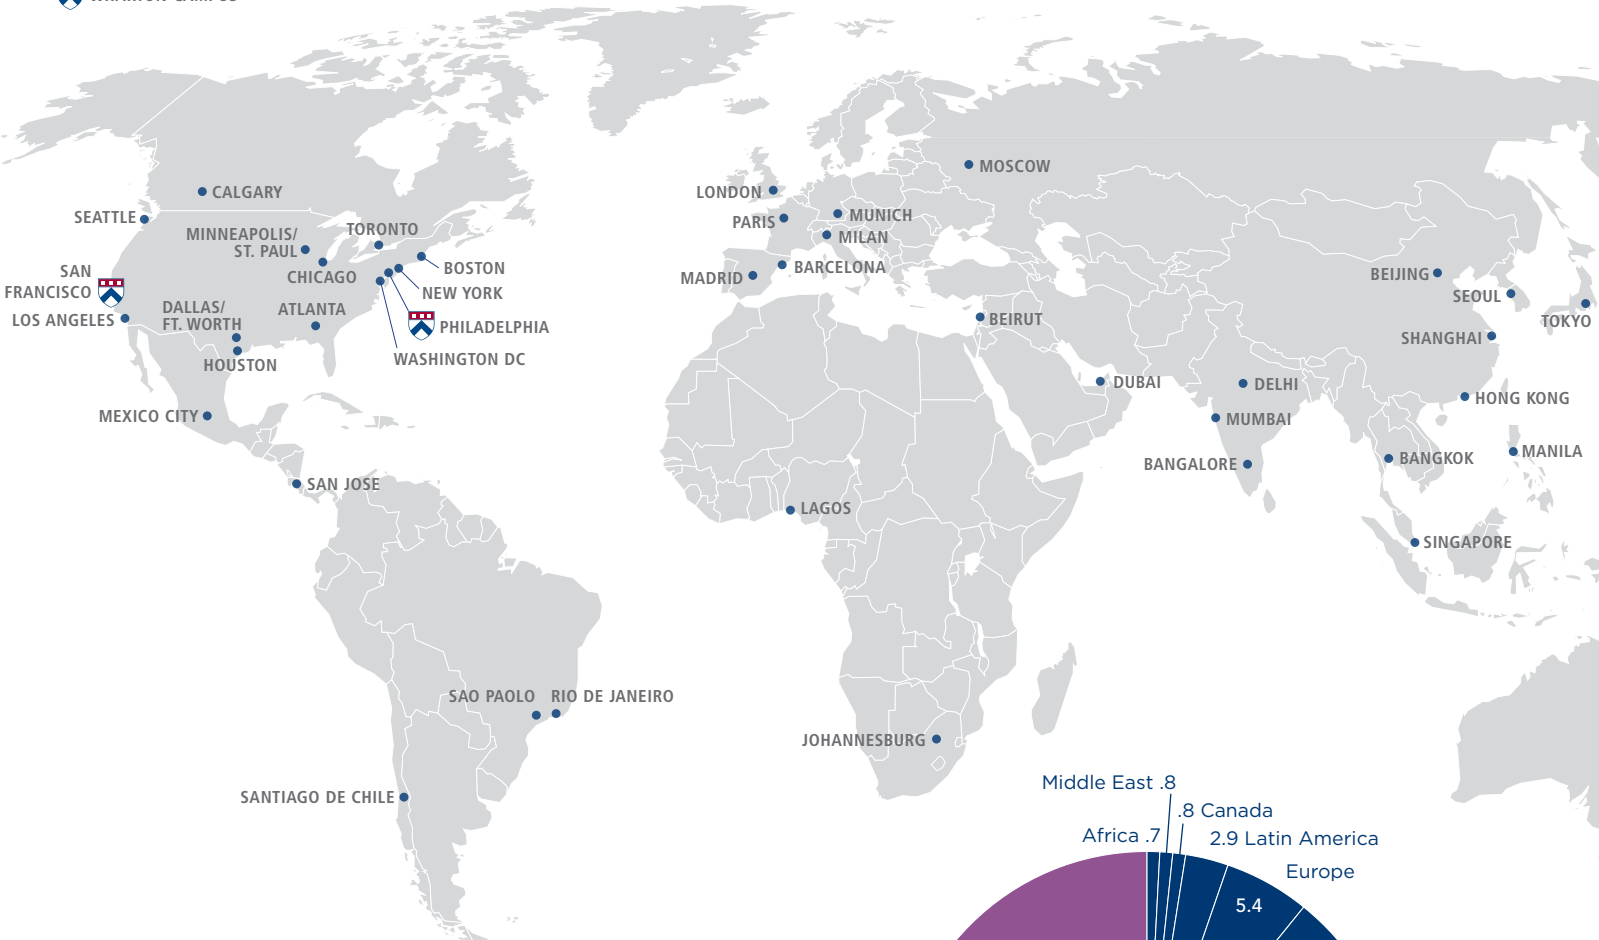 MOSCOW
LONDON
CALGARY
SEATTLE
PARIS
MUNICH
TORONTO
MINNEAPOLIS/
ST. PAUL
MILAN
BOSTON
BARCELONA
SAN
FRANCISCO
CHICAGO
MADRID
BEIJING
NEW YORK
SEOUL
DALLAS/
FT. WORTH
ATLANTA
LOS ANGELES
BEIRUT
TOKYO
PHILADELPHIA
SHANGHAI
WASHINGTON DC
HOUSTON
DUBAI
DELHI
HONG KONG
MEXICO CITY
MUMBAI
MANILA
BANGKOK
BANGALORE
SAN JOSE
LAGOS
SINGAPORE
SAO PAOLO
RIO DE JANEIRO
JOHANNESBURG
SANTIAGO DE CHILE
Middle East .8
.8 Canada
Africa .7
2.9 Latin America
Europe
5.4